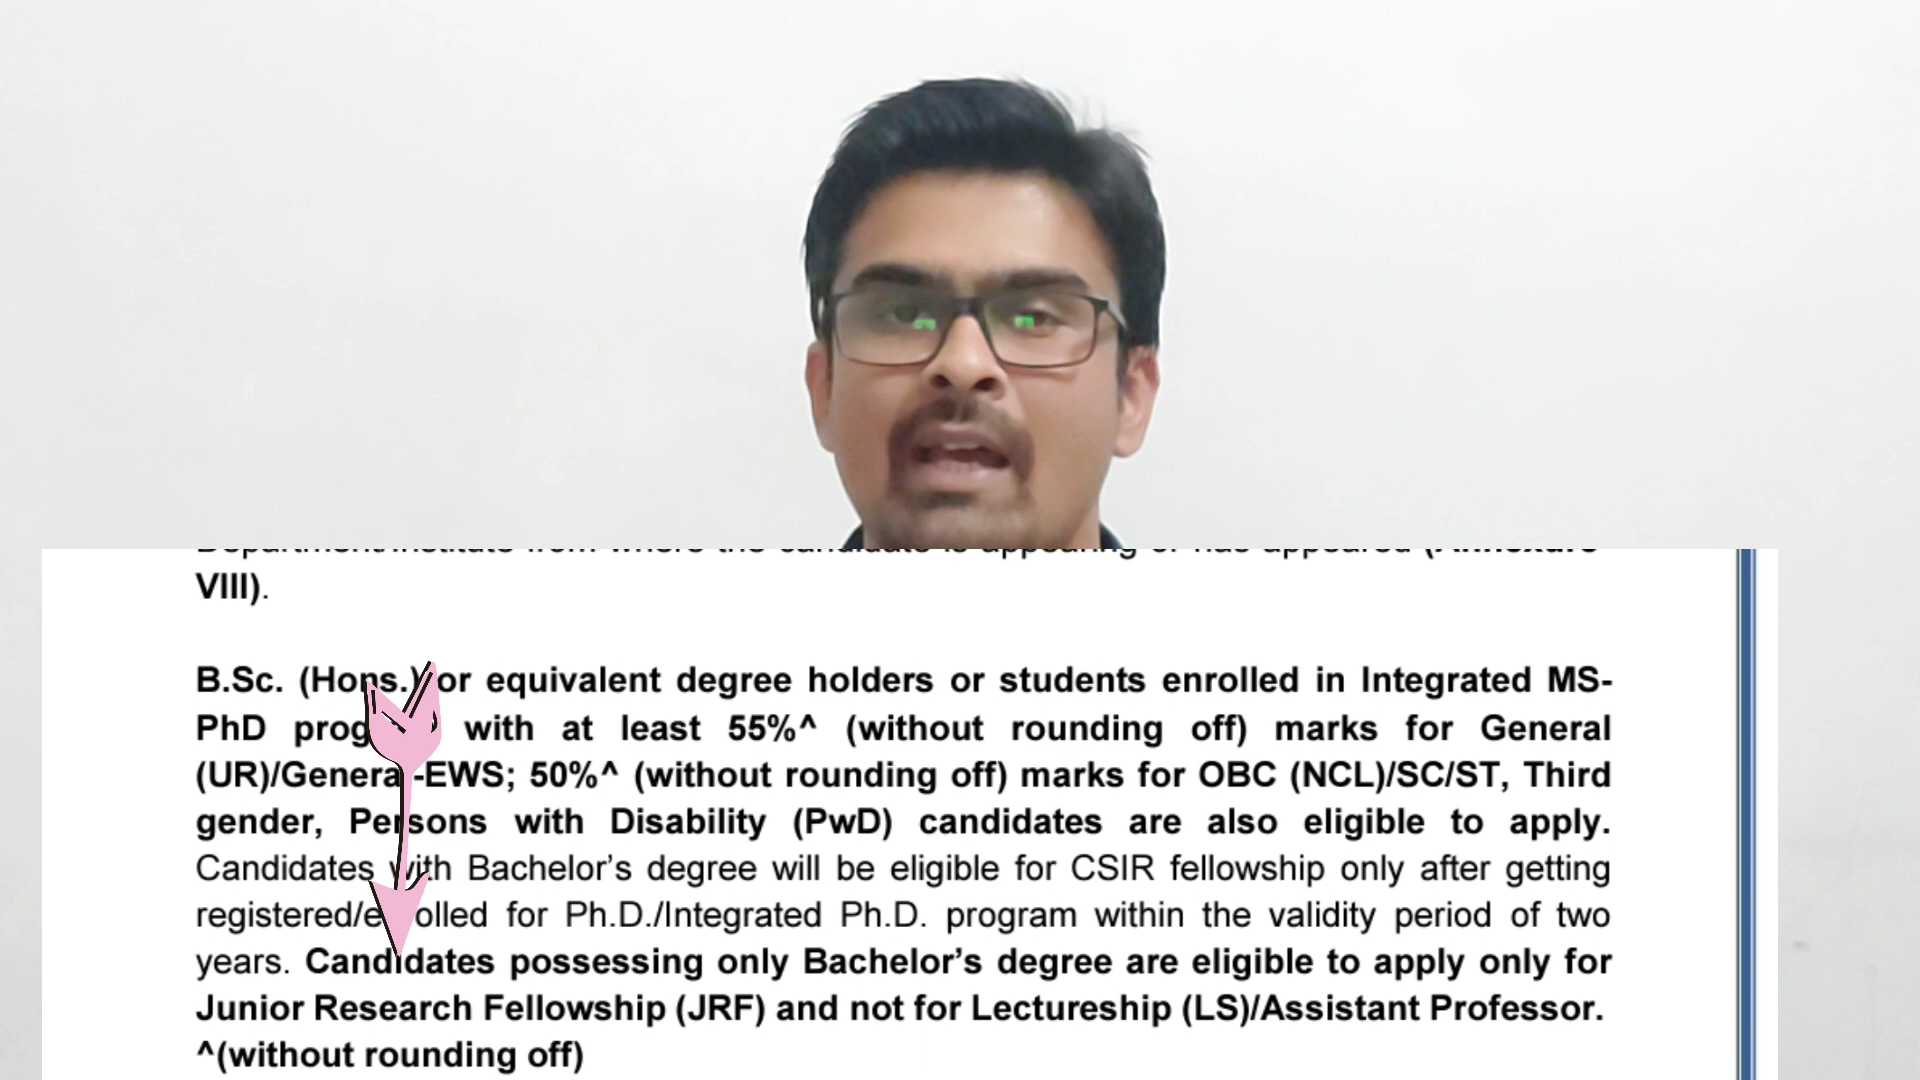 VIII).
B.Sc. (Hons.) or equivalent degree holders or students enrolled in Integrated MS-
PhD program with at least 55%^ (without rounding off) marks for General
(UR)/General-EWS; 50%^ (without rounding off) marks for OBC (NCL)/SC/ST, Third
gender, Persons with Disability (PwD) candidates are also eligible to apply.
Candidates with Bachelor’s degree will be eligible for CSIR fellowship only after getting
registered/enrolled for Ph.D./Integrated Ph.D. program within the validity period of two
years. Candidates possessing only Bachelor’s degree are eligible to apply only for
Junior Research Fellowship (JRF) and not for Lectureship (LS)/Assistant Professor.
^(without rounding off)